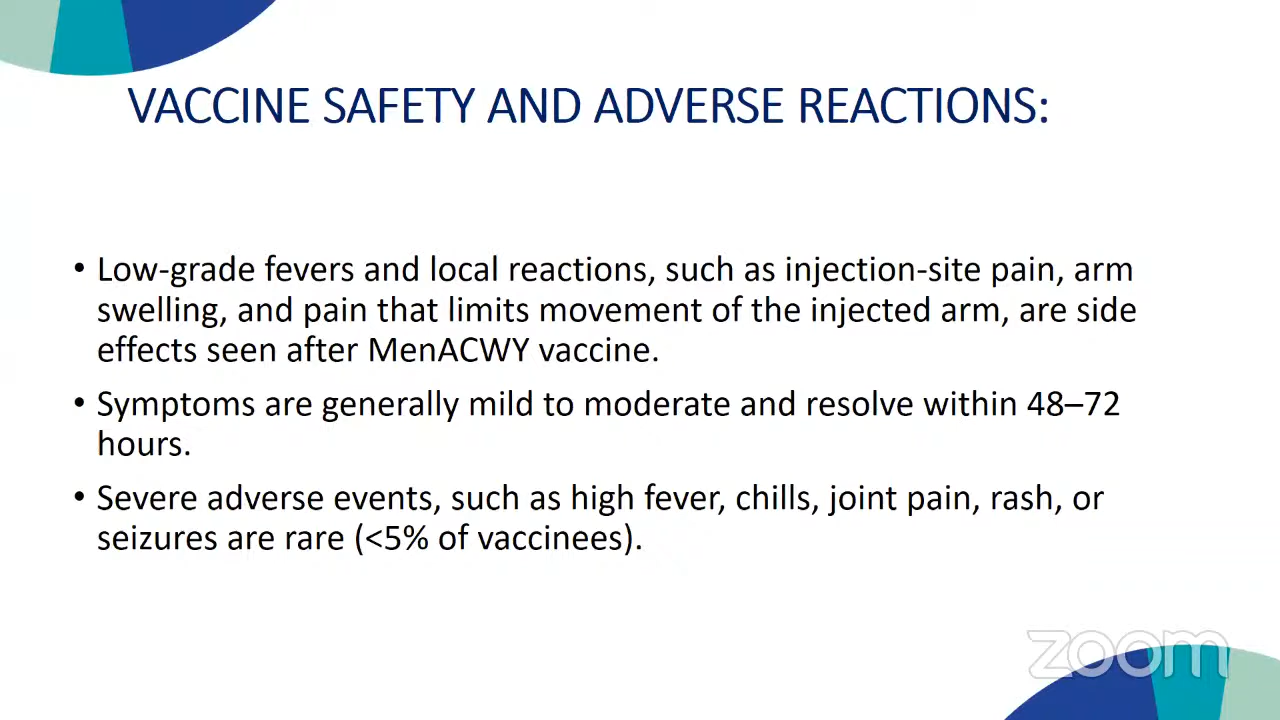 VACCINE SAFETY AND ADVERSE REACTIONS:
• Low-grade fevers and local reactions, such as injection-site pain, arm
swelling, and pain that limits movement of the injected arm, are side
effects seen after MenACWY vaccine.
• Symptoms are generally mild to moderate and resolve within 48–72
hours.
• Severe adverse events, such as high fever, chills, joint pain, rash, or
seizures are rare (<5% of vaccinees).
zoom